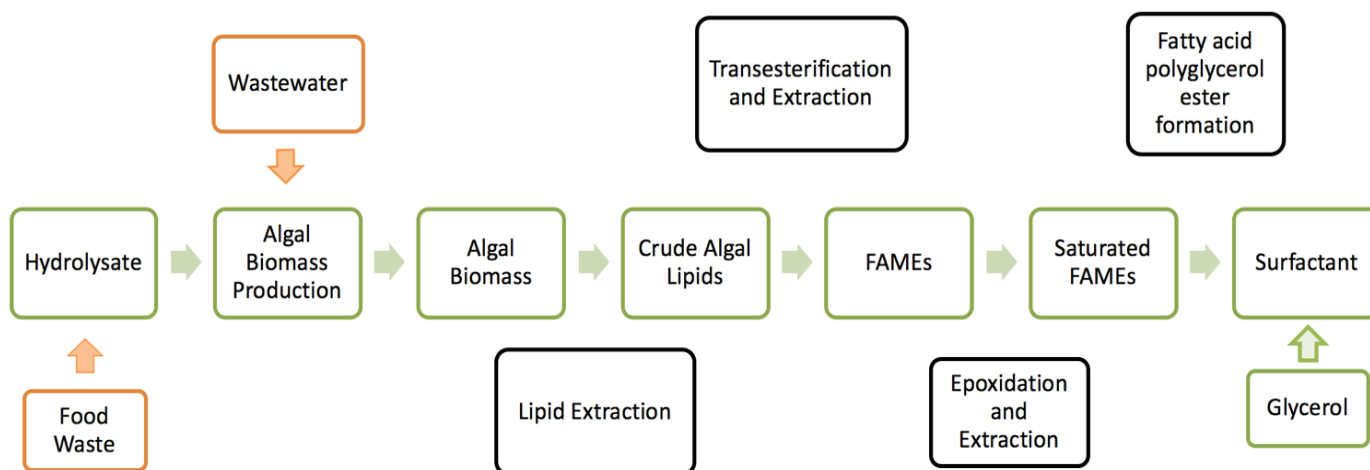 Wastewater
Transesterification
and Extraction
Fatty acid
polyglycerol
ester
formation
Hydrolysate
Algal
Biomass
Production
Algal
Biomass
Crude Algal
Lipids
FAMEs
Saturated
FAMEs
Surfactant
Food
Waste
Lipid Extraction
Epoxidation
and
Extraction
Glycerol